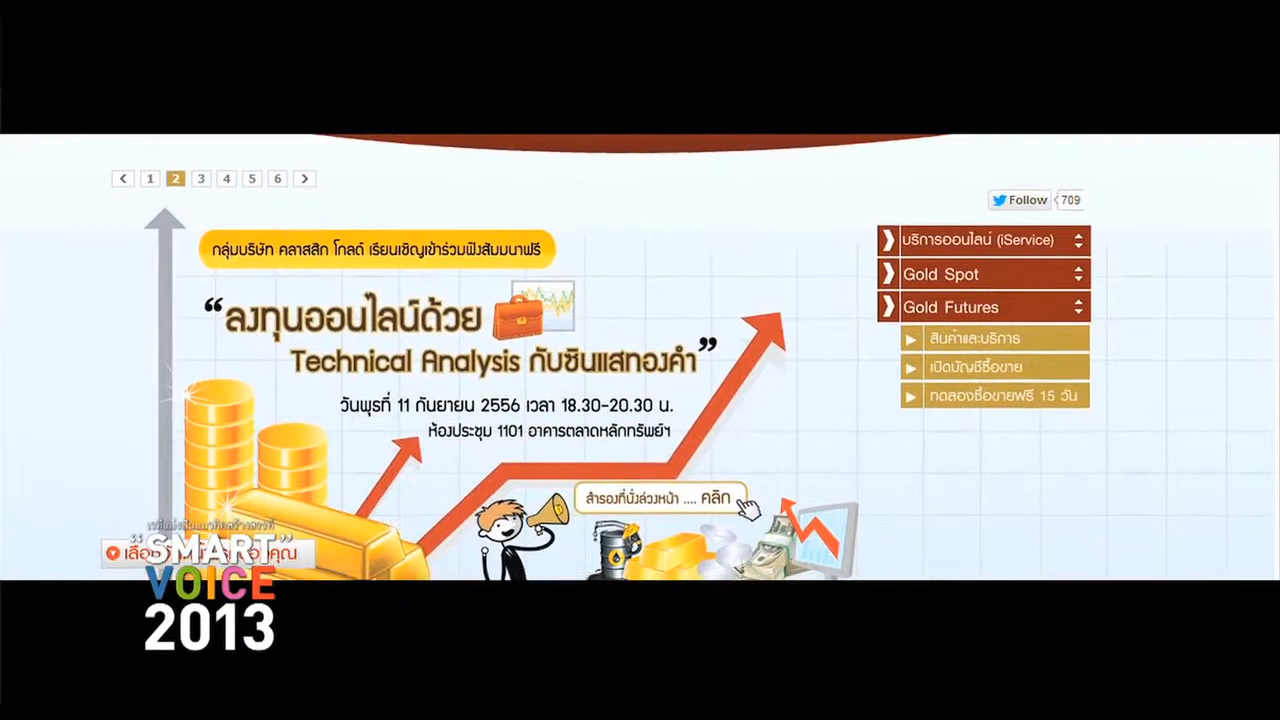 1 2 3 4 5 6
Follow 709
กลุ่มบริษัท คลาสสิก โกลด์ เรียนเชิญเข้าร่วมฟังสัมมนาฟรี
“ลงทุนออนไลน์ด้วย
Technical Analysis กับซินแสทองคำ”
วันพุธที่ 11 กันยายน 2556 เวลา 18.30-20.30 น.
ห้องประชุม 1101 อาคารตลาดหลักทรัพย์ฯ
สำรองที่นั่งล่วงหน้า .... คลิก
บริการออนไลน์ (iService)
Gold Spot
Gold Futures
สินค้าและบริการ
เปิดบัญชีซื้อขาย
ทดลองซื้อขายฟรี 15 วัน
“SMART”
VOICE
2013